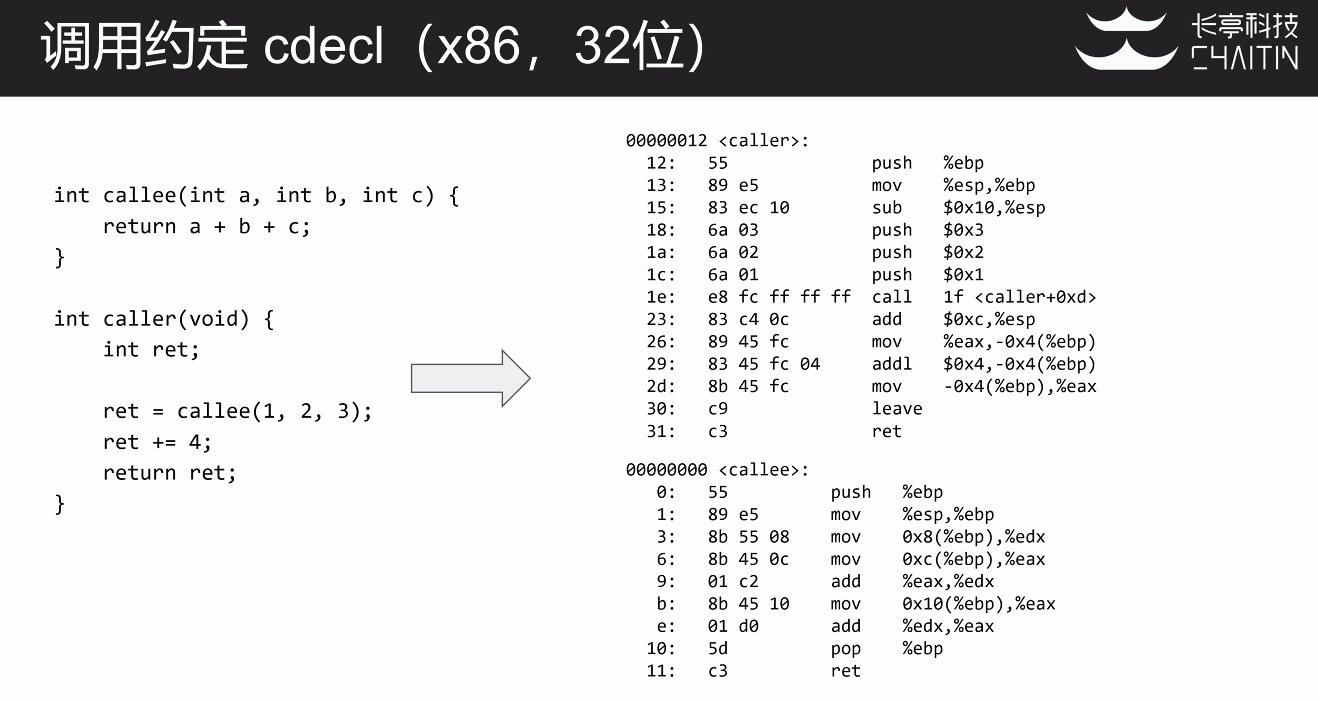 调用约定 cdecl（x86，32位）
长亭科技
CHAITIN
int callee(int a, int b, int c) {
    return a + b + c;
}
int caller(void) {
    int ret;
    ret = callee(1, 2, 3);
    ret += 4;
    return ret;
}
00000012 <caller>:
  12:   55                   push   %ebp
  13:   89 e5                mov    %esp,%ebp
  15:   83 ec 10             sub    $0x10,%esp
  18:   6a 03                push   $0x3
  1a:   6a 02                push   $0x2
  1c:   6a 01                push   $0x1
  1e:   e8 fc ff ff ff       call   1f <caller+0xd>
  23:   83 c4 0c             add    $0xc,%esp
  26:   89 45 fc             mov    %eax,-0x4(%ebp)
  29:   83 45 fc 04          addl   $0x4,-0x4(%ebp)
  2d:   8b 45 fc             mov    -0x4(%ebp),%eax
  30:   c9                   leave
  31:   c3                   ret
00000000 <callee>:
   0:   55               push   %ebp
   1:   89 e5            mov    %esp,%ebp
   3:   8b 55 08         mov    0x8(%ebp),%edx
   6:   8b 45 0c         mov    0xc(%ebp),%eax
   9:   01 c2            add    %eax,%edx
   b:   8b 45 10         mov    0x10(%ebp),%eax
   e:   01 d0            add    %edx,%eax
  10:   5d               pop    %ebp
  11:   c3               ret